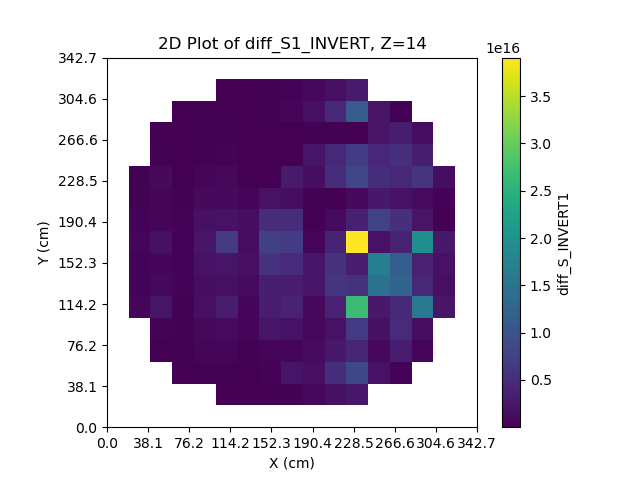 2D Plot of diff_S1_INVERT, Z=14
1e16
342.7
304.6
266.6
228.5
190.4
152.3
114.2
76.2
38.1
0.0
Y (cm)
0.0 38.1 76.2 114.2 152.3 190.4 228.5 266.6 304.6 342.7
X (cm)
3.5
3.0
2.5
2.0
1.5
1.0
0.5
diff_S_INVERT1